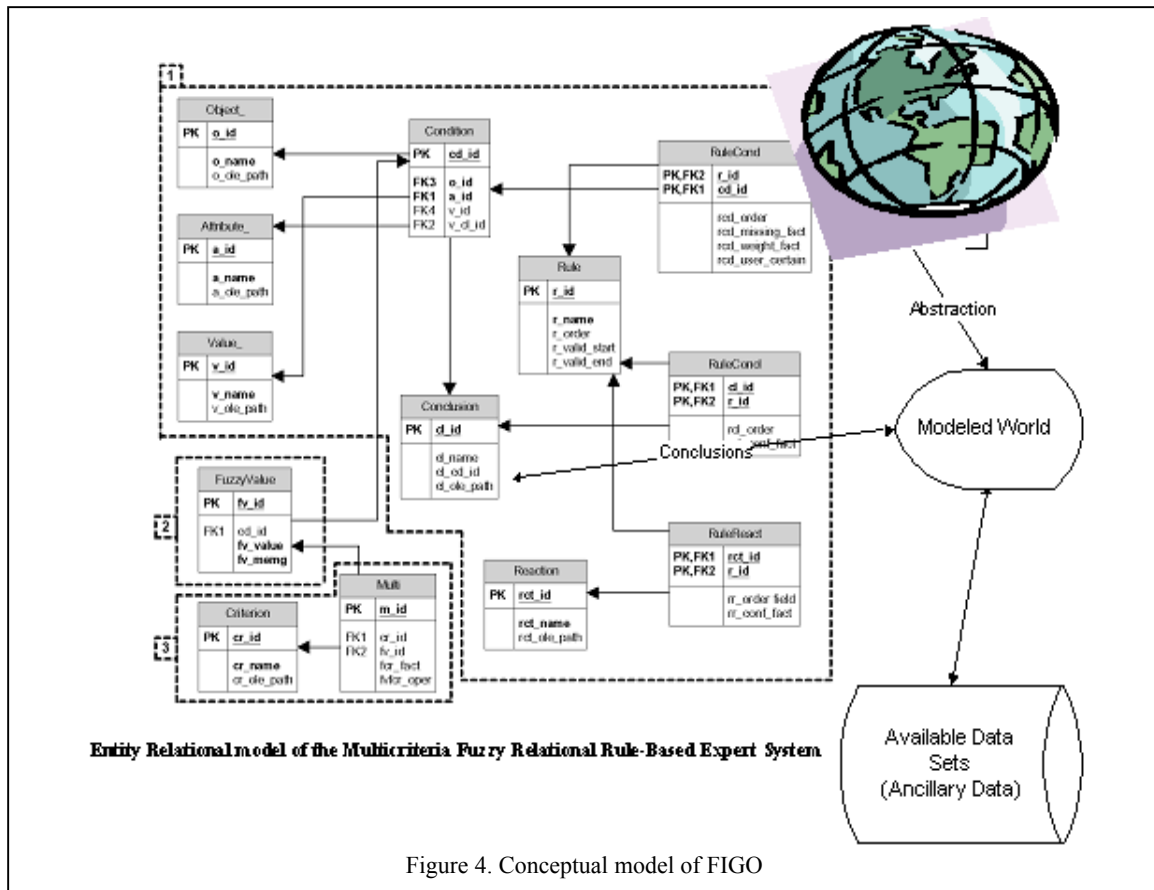 1
Object_
PK o_id
o_name
o_ole_path
Attribute_
PK a_id
a_name
a_ole_path
Value_
PK v_id
v_name
v_ole_path
Condition
PK cd_id
FK3 o_id
FK1 a_id
FK4 v_id
FK2 v_cl_id
RuleCond
PK,FK2 r_id
PK,FK1 cd_id
rcd_order
rcd_missing_fact
rcd_weight_fact
rcd_user_certain
Rule
PK r_id
r_name
r_order
r_valid_start
r_valid_end
Abstraction
RuleConcl
PK,FK1 cl_id
PK,FK2 r_id
rcl_order
Conclusion
PK cl_id
cl_name
cl_cd_id
cl_ole_path
Conclusions
Modeled World
2
FuzzyValue
PK fv_id
FK1 cd_id
fv_value
fv_memg
3
Criterion
PK cr_id
cr_name
cr_ole_path
Multi
PK m_id
FK1 cr_id
FK2 fv_id
fcr_fact
fvfcr_oper
Reaction
PK rct_id
rct_name
rct_ole_path
RuleReact
PK,FK1 rct_id
PK,FK2 r_id
rr_order field
rr_conf_fact
Entity Relational model of the Multicriteria Fuzzy Relational Rule-Based Expert System
Available Data
Sets
(Ancillary Data)
Figure 4. Conceptual model of FIGO